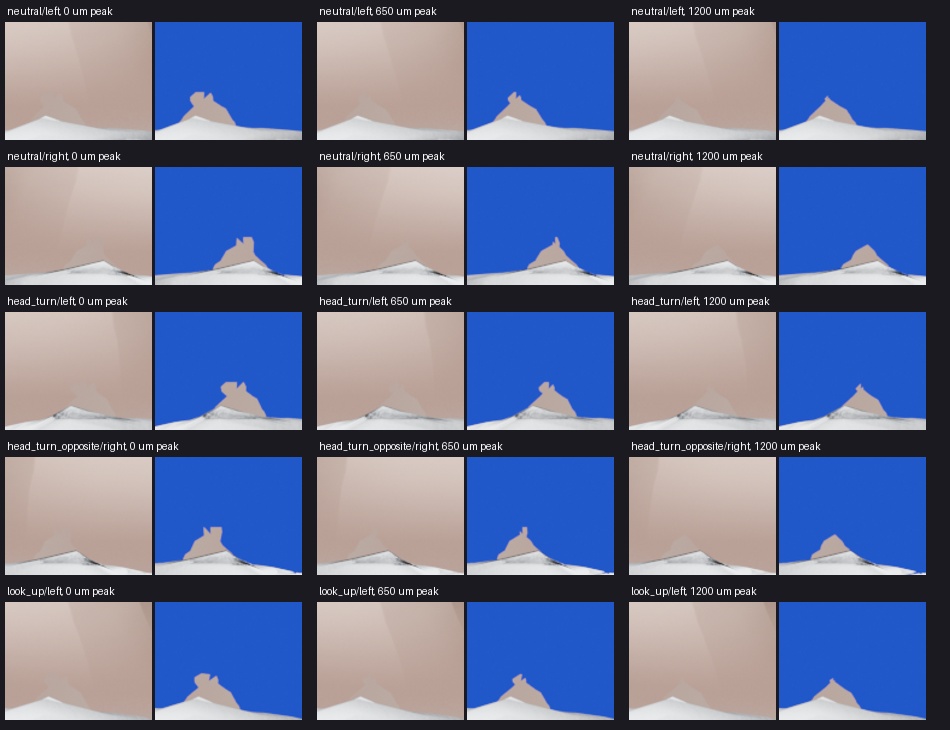 neutral/left, 0 um peak
neutral/left, 650 um peak
neutral/left, 1200 um peak
neutral/right, 0 um peak
neutral/right, 650 um peak
neutral/right, 1200 um peak
head_turn/left, 0 um peak
head_turn/left, 650 um peak
head_turn/left, 1200 um peak
head_turn_opposite/right, 0 um peak
head_turn_opposite/right, 650 um peak
head_turn_opposite/right, 1200 um peak
look_up/left, 0 um peak
look_up/left, 650 um peak
look_up/left, 1200 um peak